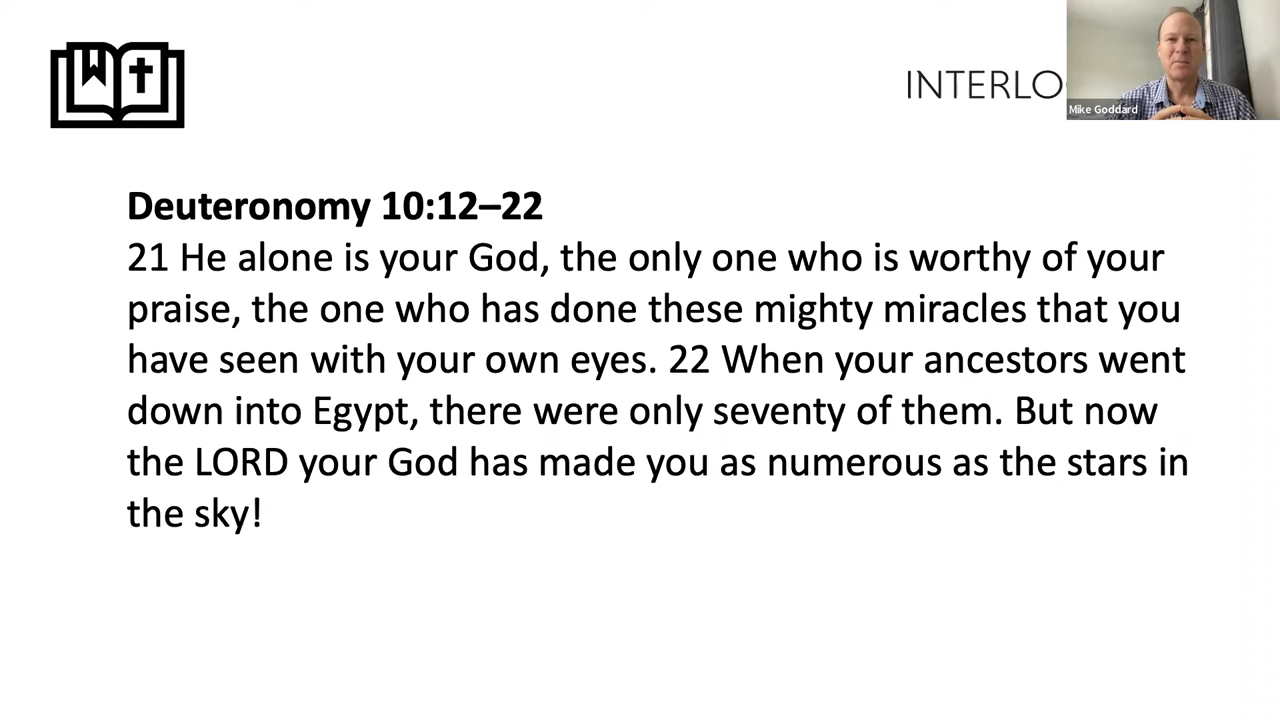 INTERLO
Mike Goddard
Deuteronomy 10:12–22
21 He alone is your God, the only one who is worthy of your
praise, the one who has done these mighty miracles that you
have seen with your own eyes. 22 When your ancestors went
down into Egypt, there were only seventy of them. But now
the LORD your God has made you as numerous as the stars in
the sky!